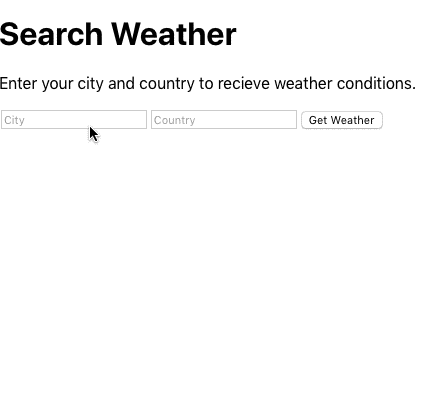 Search Weather
Enter your city and country to recieve weather conditions.
City Country Get Weather